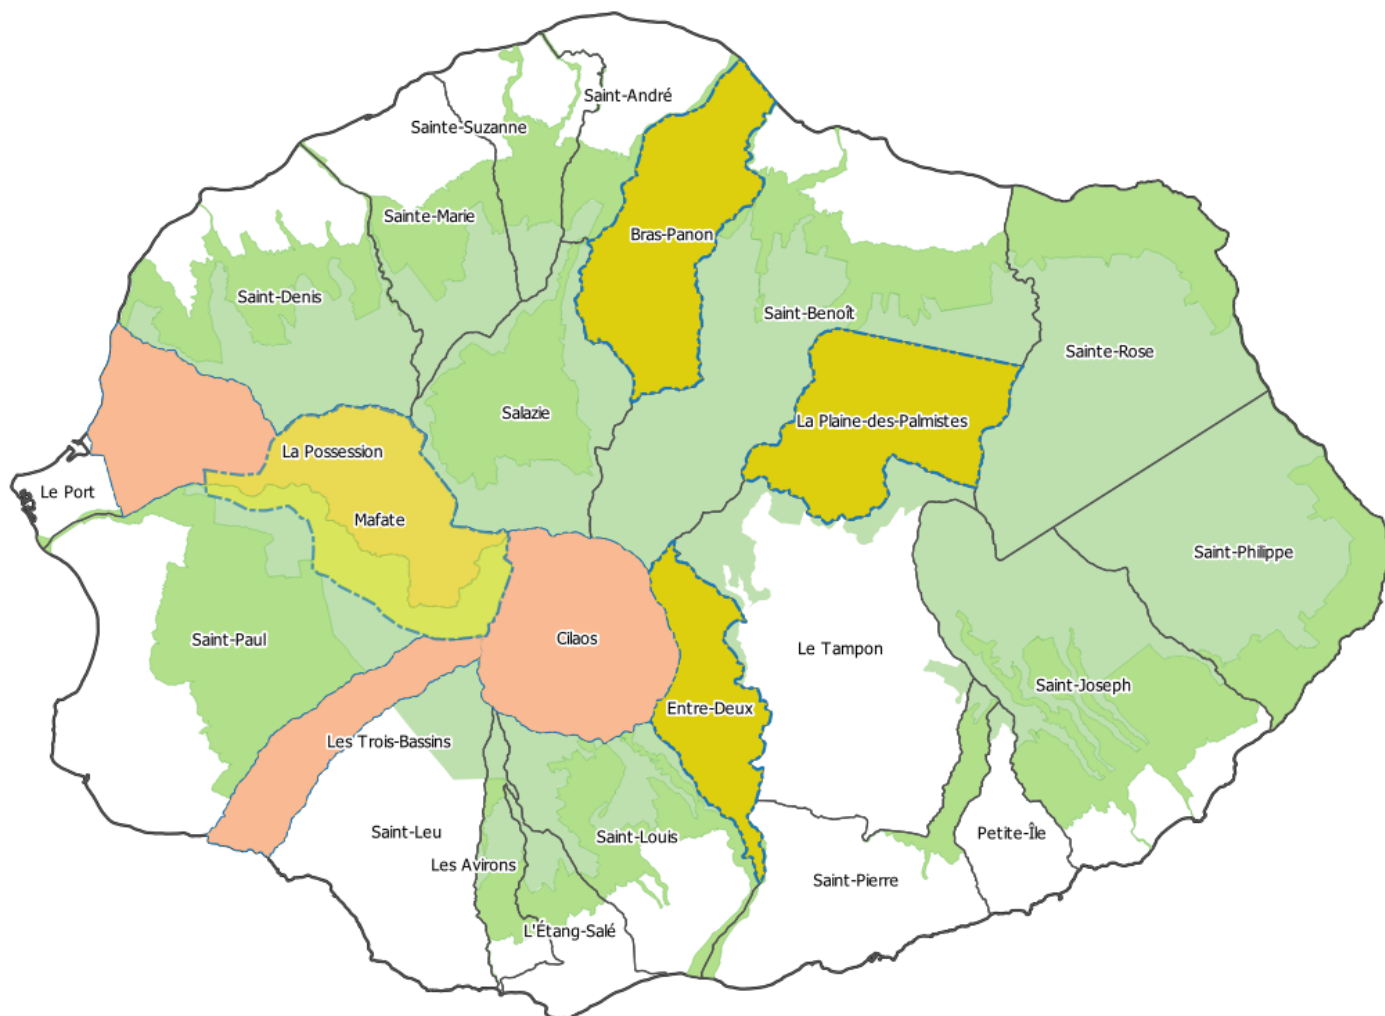 Saint-André
Sainte-Suzanne
Sainte-Marie
Bras-Panon
Saint-Denis
Saint-Benoît
Sainte-Rose
Salazie
La Plaine-des-Palmistes
La Possession
Le Port
Mafate
Saint-Philippe
Saint-Paul
Cilaos
Le Tampon
Saint-Joseph
Entre-Deux
Les Trois-Bassins
Saint-Leu
Saint-Louis
Petite-Île
Les Avirons
Saint-Pierre
L'Étang-Salé